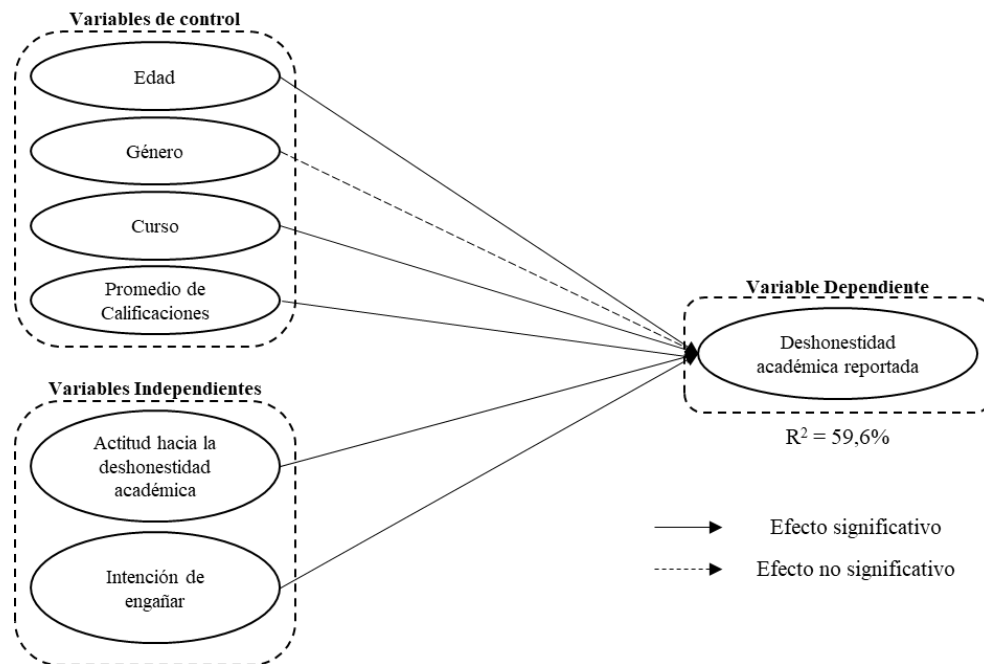 Variables de control
Edad
Género
Curso
Promedio de
Calificaciones
Variables Independientes
Actitud hacia la
deshonestidad
académica
Intención de
engañar
Variable Dependiente
Deshonestidad
académica reportada
R² = 59,6%
Efecto significativo
Efecto no significativo